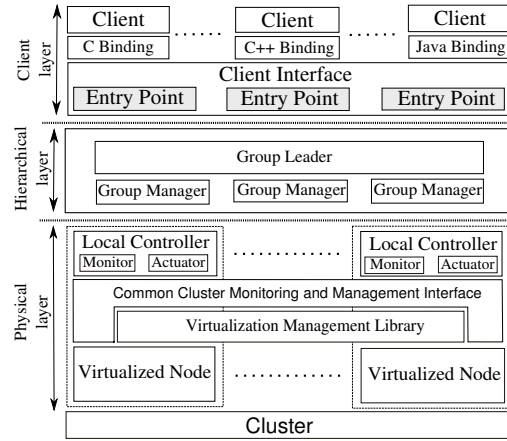 Client Client Client
C Binding C++ Binding Java Binding
Client Interface
Entry Point Entry Point Entry Point
Client layer
Group Leader
Group Manager Group Manager Group Manager
Hierarchical layer
Local Controller Local Controller
Monitor Actuator Monitor Actuator
Common Cluster Monitoring and Management Interface
Virtualization Management Library
Virtualized Node Virtualized Node
Physical layer
Cluster